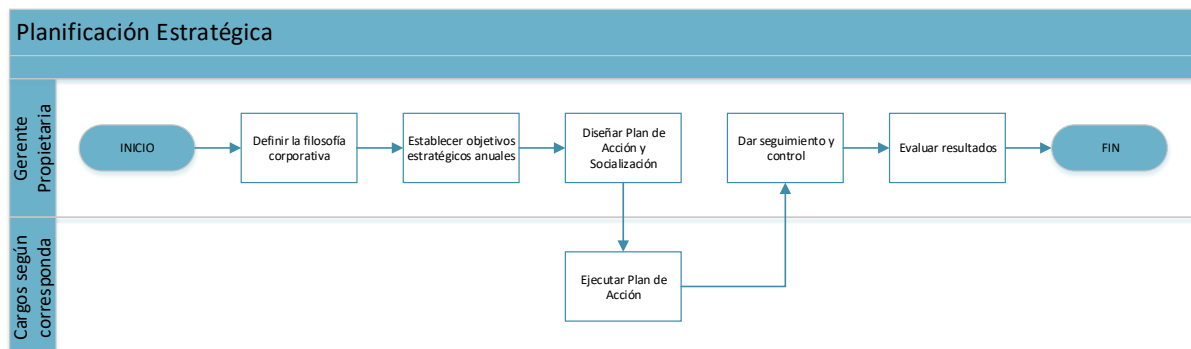 Planificación Estratégica
Gerente
Propietaria
INICIO
Definir la filosofía
corporativa
Establecer objetivos
estratégicos anuales
Diseñar Plan de
Acción y
Socialización
Dar seguimiento y
control
Evaluar resultados
FIN
Cargos según
corresponda
Ejecutar Plan de
Acción